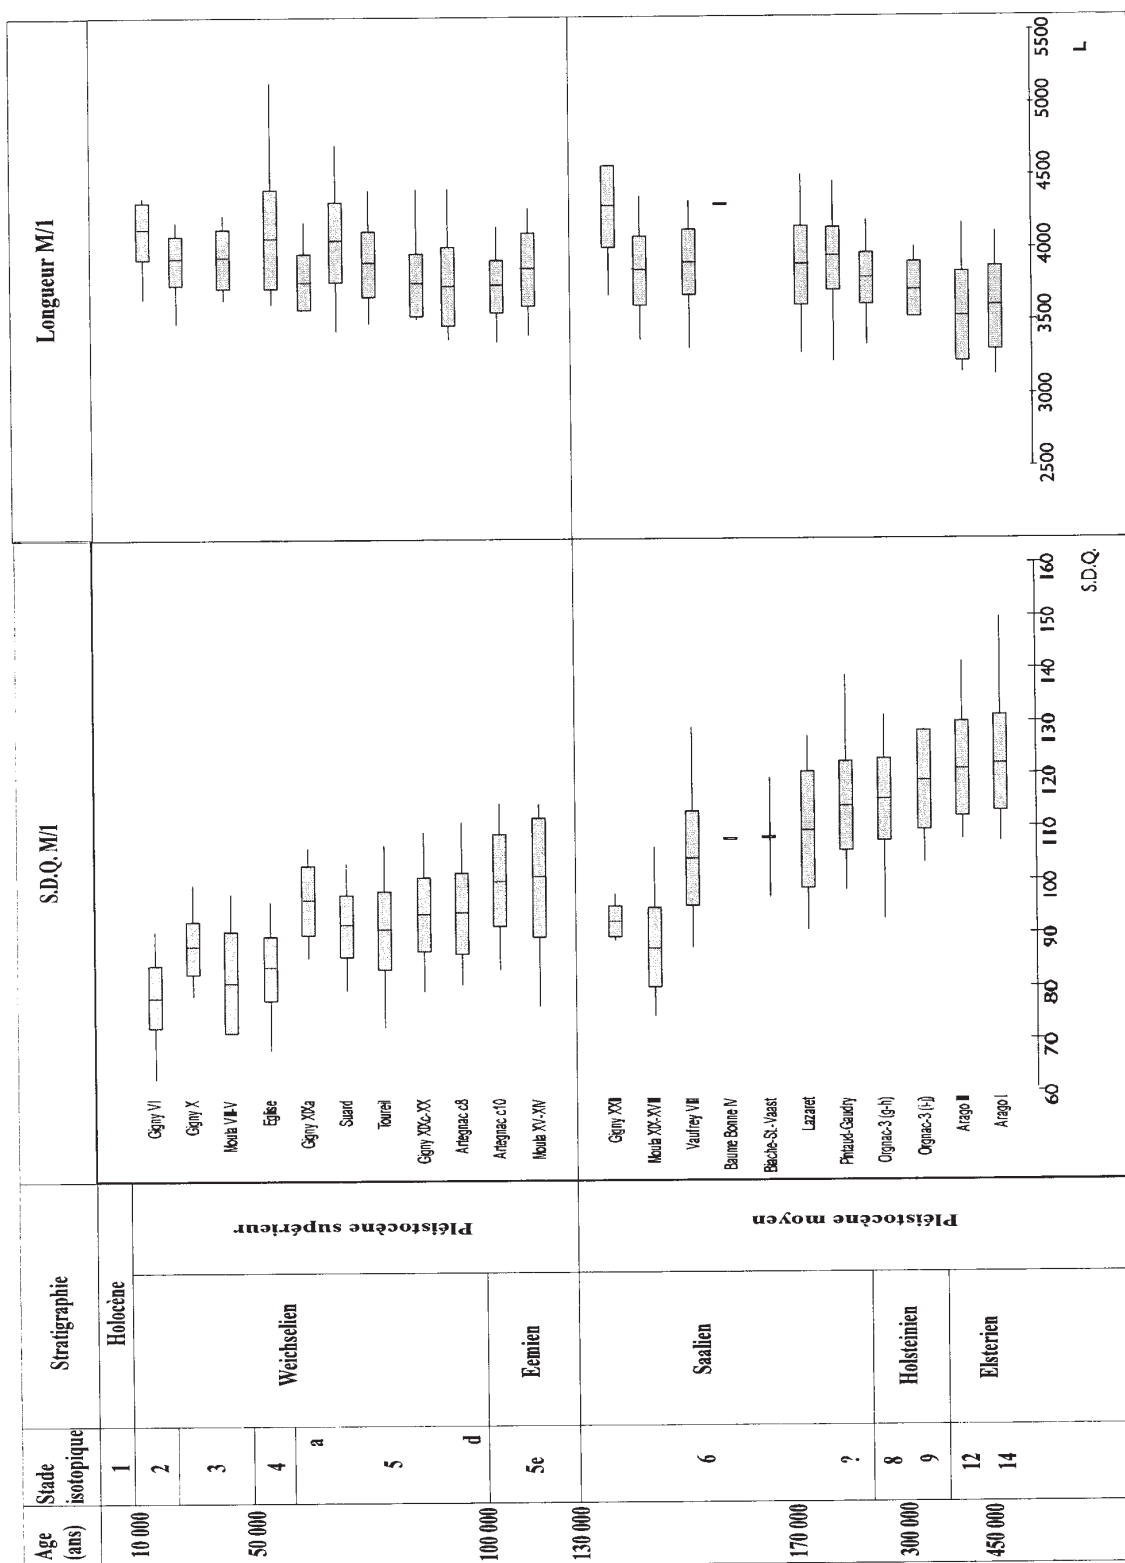 Age
(ans)
Stade
isotopique
Stratigraphie
S.D.Q. M/1
Longueur M/1
10 000
50 000
100 000
130 000
170 000
300 000
450 000
1
2
3
4
a
5
d
5e
6
?
8
9
12
14
Holocène
Weichselien
Eemien
Saalien
Holsteinien
Elsterien
Pléistocène supérieur
Pléistocène moyen
Gigny VI
Gigny X
Moula VII-V
Eglise
Gigny XIXa
Suard
Toureil
Gigny XIXc-XX
Artegnac c8
Artegnac c10
Moula XV-XIV
Gigny XXII
Moula XIX-XVIII
Vaufrey VIII
Baume Bonne IV
Biache-St.-Vaast
Lazaret
Pintaud-Gaudry
Orgnac-3 (g-h)
Orgnac-3 (i-j)
Arago II
Arago I
60 70 80 90 100 110 120 130 140 150 160
S.D.Q.
2500 3000 3500 4000 4500 5000 5500
L